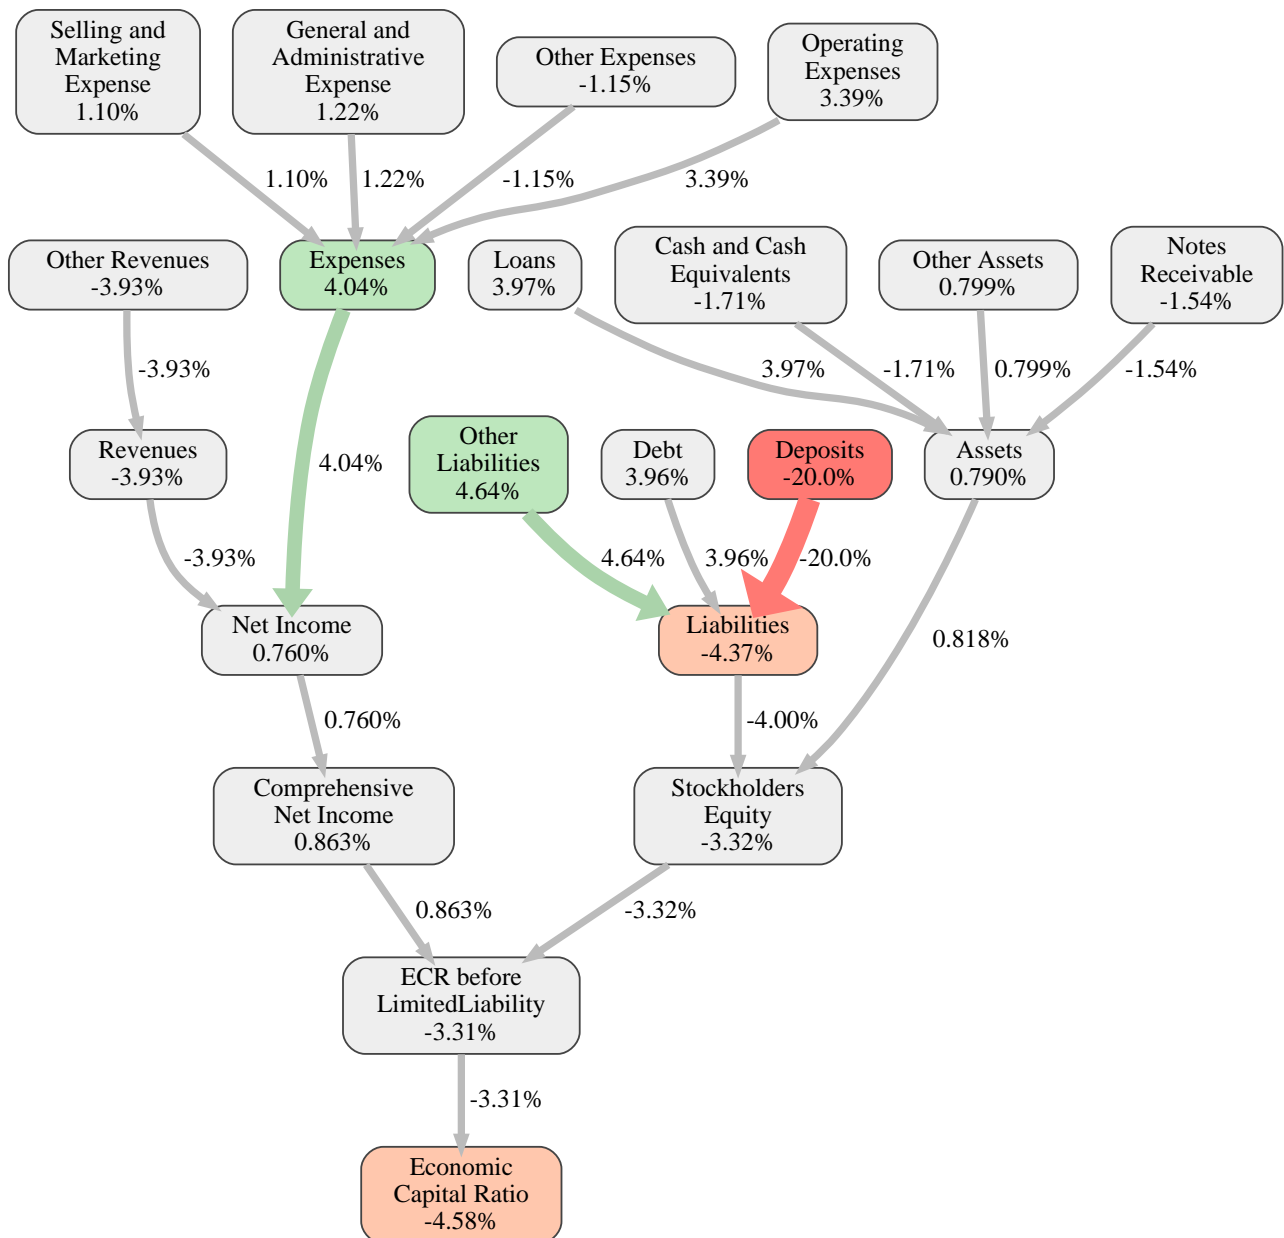 Selling and
Marketing
Expense
1.10%
General and
Administrative
Expense
1.22%
Other Expenses
-1.15%
Operating
Expenses
3.39%
1.10%
1.22%
-1.15%
3.39%
Other Revenues
-3.93%
Expenses
4.04%
Loans
3.97%
Cash and Cash
Equivalents
-1.71%
Other Assets
0.799%
Notes
Receivable
-1.54%
-3.93%
3.97%
-1.71%
0.799%
-1.54%
Revenues
-3.93%
4.04%
Other
Liabilities
4.64%
Debt
3.96%
Deposits
-20.0%
Assets
0.790%
-3.93%
4.64%
3.96%
-20.0%
Net Income
0.760%
Liabilities
-4.37%
0.818%
0.760%
-4.00%
Comprehensive
Net Income
0.863%
Stockholders
Equity
-3.32%
0.863%
-3.32%
ECR before
LimitedLiability
-3.31%
-3.31%
Economic
Capital Ratio
-4.58%